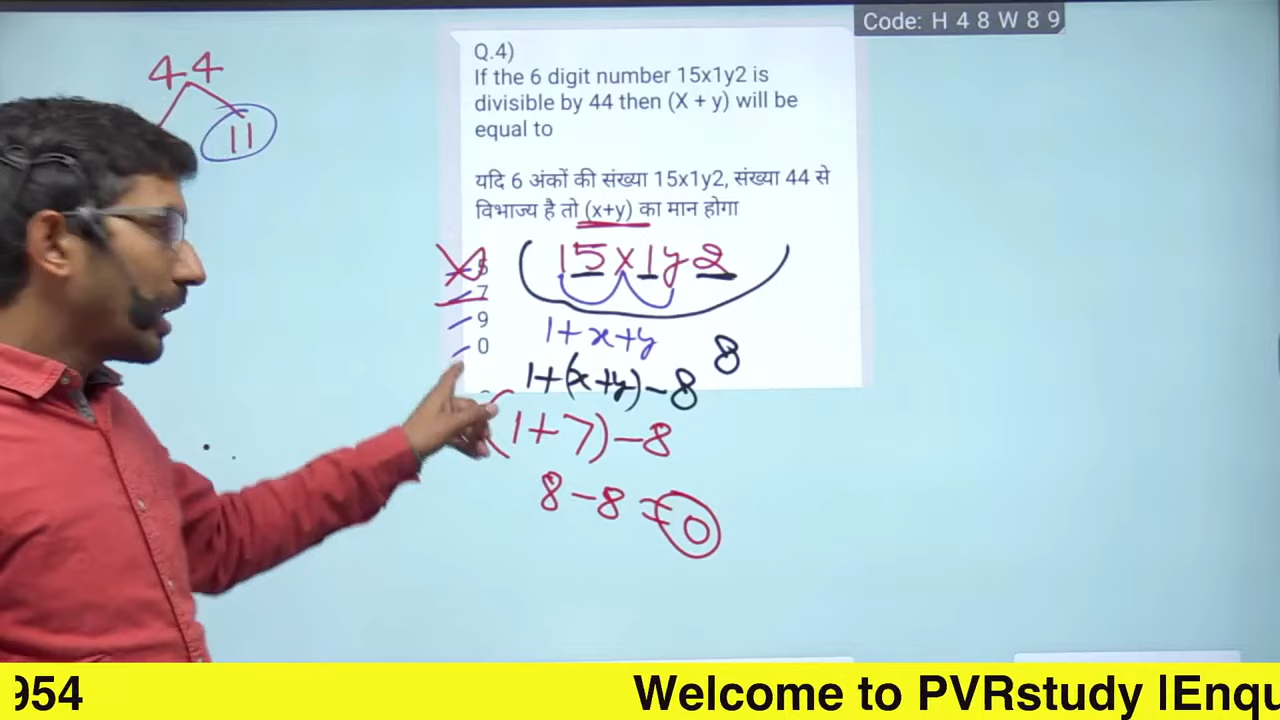 Code: H 4 8 W 8 9
44
11
Q.4)
If the 6 digit number 15x1y2 is
divisible by 44 then (X + y) will be
equal to
यदि 6 अंकों की संख्या 15x1y2, संख्या 44 से
विभाज्य है तो (x+y) का मान होगा
15x1y2
5
7
9
0
1+x+y
8
1+(x+y)-8
(1+7)-8
8-8=0
954
Welcome to PVRstudy |Enqu